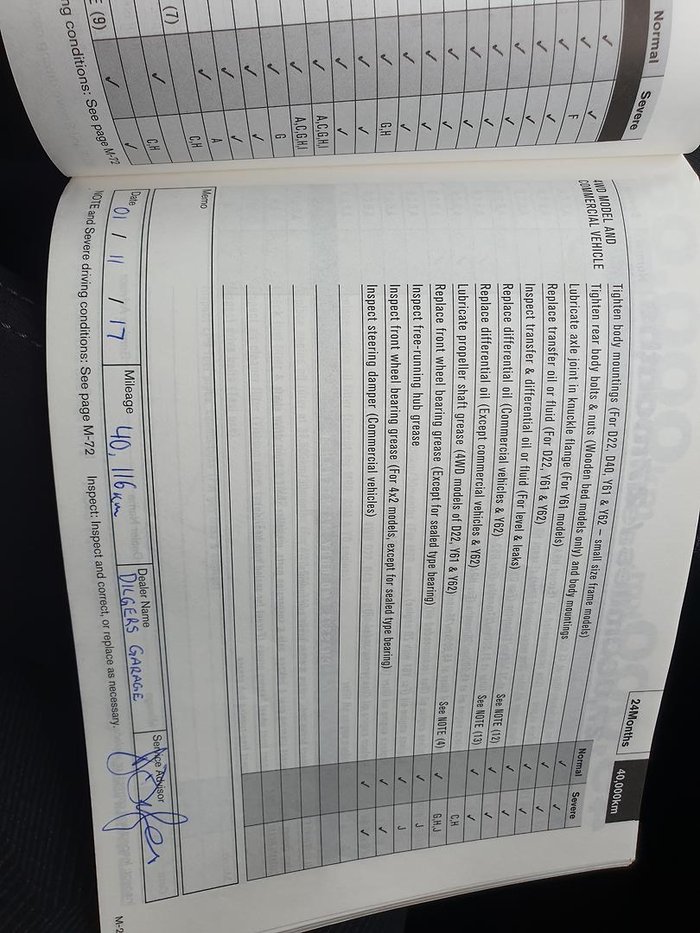 Normal
Severe
✓ ✓
✓ F
✓ ✓
✓ ✓
✓ ✓
✓ ✓
✓ ✓
✓ ✓
✓ ✓
✓ G,H
✓ ✓
✓ ✓
✓ A,C,G,H,I
✓ A,C,G,H,I
✓ G
✓ ✓
✓ ✓
✓ A
✓ C,H
(7)
✓ C,H
E (9) ✓ ✓
ng conditions: See page M-72
24Months 40,000km
Normal Severe
4WD MODEL AND
COMMERCIAL VEHICLE
Tighten body mountings (For D22, D40, Y61 & Y62 – small size frame models)
Tighten rear body bolts & nuts (Wooden bed models only) and body mountings
Lubricate axle joint in knuckle flange (For Y61 models)
Replace transfer oil or fluid (For D22, Y61 & Y62)
Inspect transfer & differential oil or fluid (For level & leaks)
Replace differential oil (Commercial vehicles & Y62) See NOTE (12)
Replace differential oil (Except commercial vehicles & Y62) See NOTE (13)
Lubricate propeller shaft grease (4WD models of D22, Y61 & Y62) C,H
Replace front wheel bearing grease (Except for sealed type bearing) See NOTE (4) ✓ G,H,J
Inspect free-running hub grease ✓ J
Inspect front wheel bearing grease (For 4x2 models, except for sealed type bearing) ✓ J
Inspect steering damper (Commercial vehicles) ✓ ✓
Memo
Date 01 / 11 / 17 Mileage 40,116 km Dealer Name DILGERS GARAGE Service Advisor
NOTE and Severe driving conditions: See page M-72 Inspect: Inspect and correct, or replace as necessary.
M-2